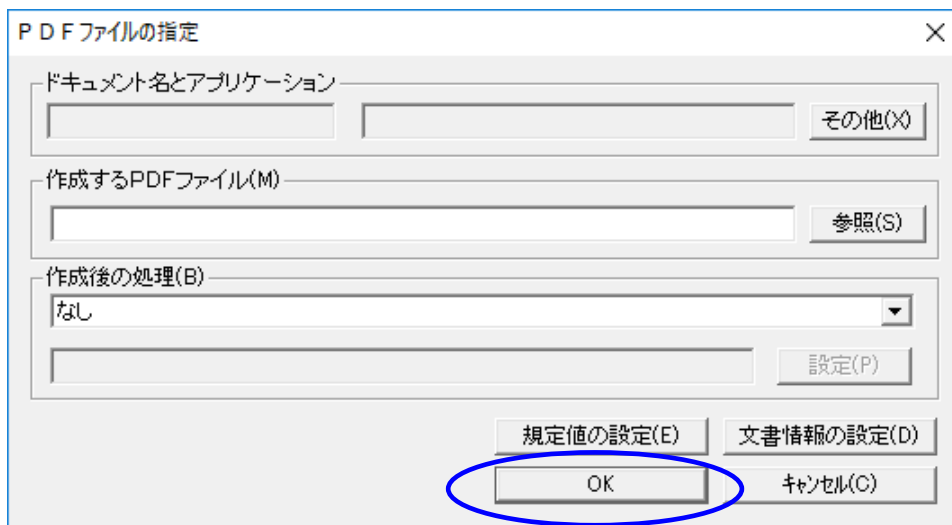 ＰＤＦファイルの指定
ドキュメント名とアプリケーション
その他(X)
作成するPDFファイル(M)
参照(S)
作成後の処理(B)
なし
設定(P)
規定値の設定(E) 文書情報の設定(D)
OK ｷｬﾝｾﾙ(C)